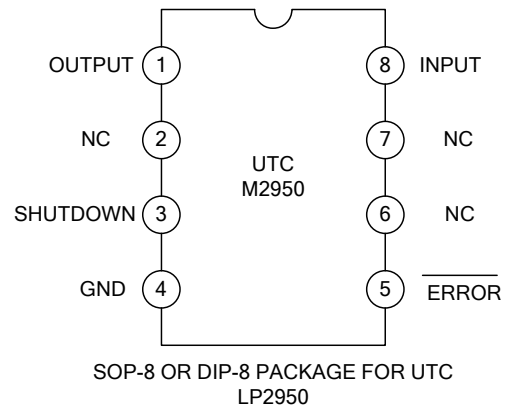 OUTPUT 1 8 INPUT
NC 2 7 NC
UTC
M2950
SHUTDOWN 3 6 NC
GND 4 5 ERROR
SOP-8 OR DIP-8 PACKAGE FOR UTC
LP2950